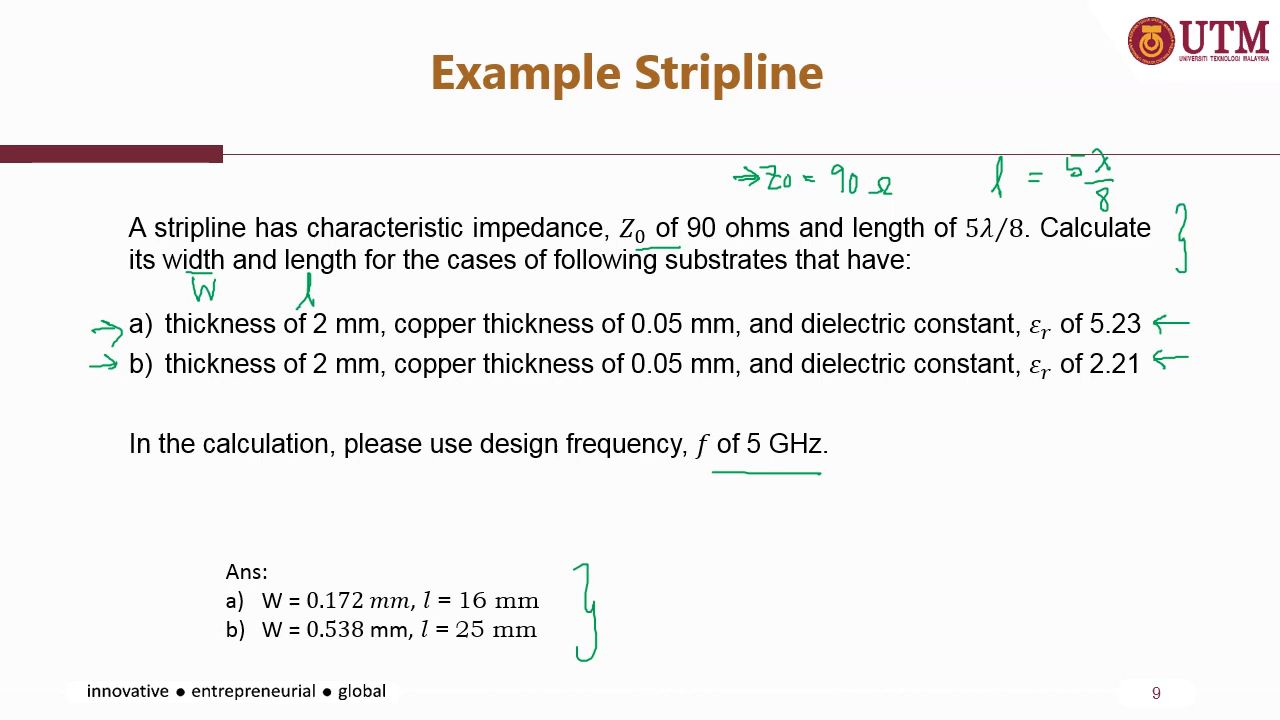 UTM
UNIVERSITI TEKNOLOGI MALAYSIA
Example Stripline
⇒ Z0 = 90 Ω l = 5λ/8
A stripline has characteristic impedance, Z₀ of 90 ohms and length of 5λ/8. Calculate
its width and length for the cases of following substrates that have:
W l
→ a) thickness of 2 mm, copper thickness of 0.05 mm, and dielectric constant, εᵣ of 5.23 ←
→ b) thickness of 2 mm, copper thickness of 0.05 mm, and dielectric constant, εᵣ of 2.21 ←
In the calculation, please use design frequency, f of 5 GHz.
Ans:
a) W = 0.172 mm, l = 16 mm
b) W = 0.538 mm, l = 25 mm
innovative ● entrepreneurial ● global
9